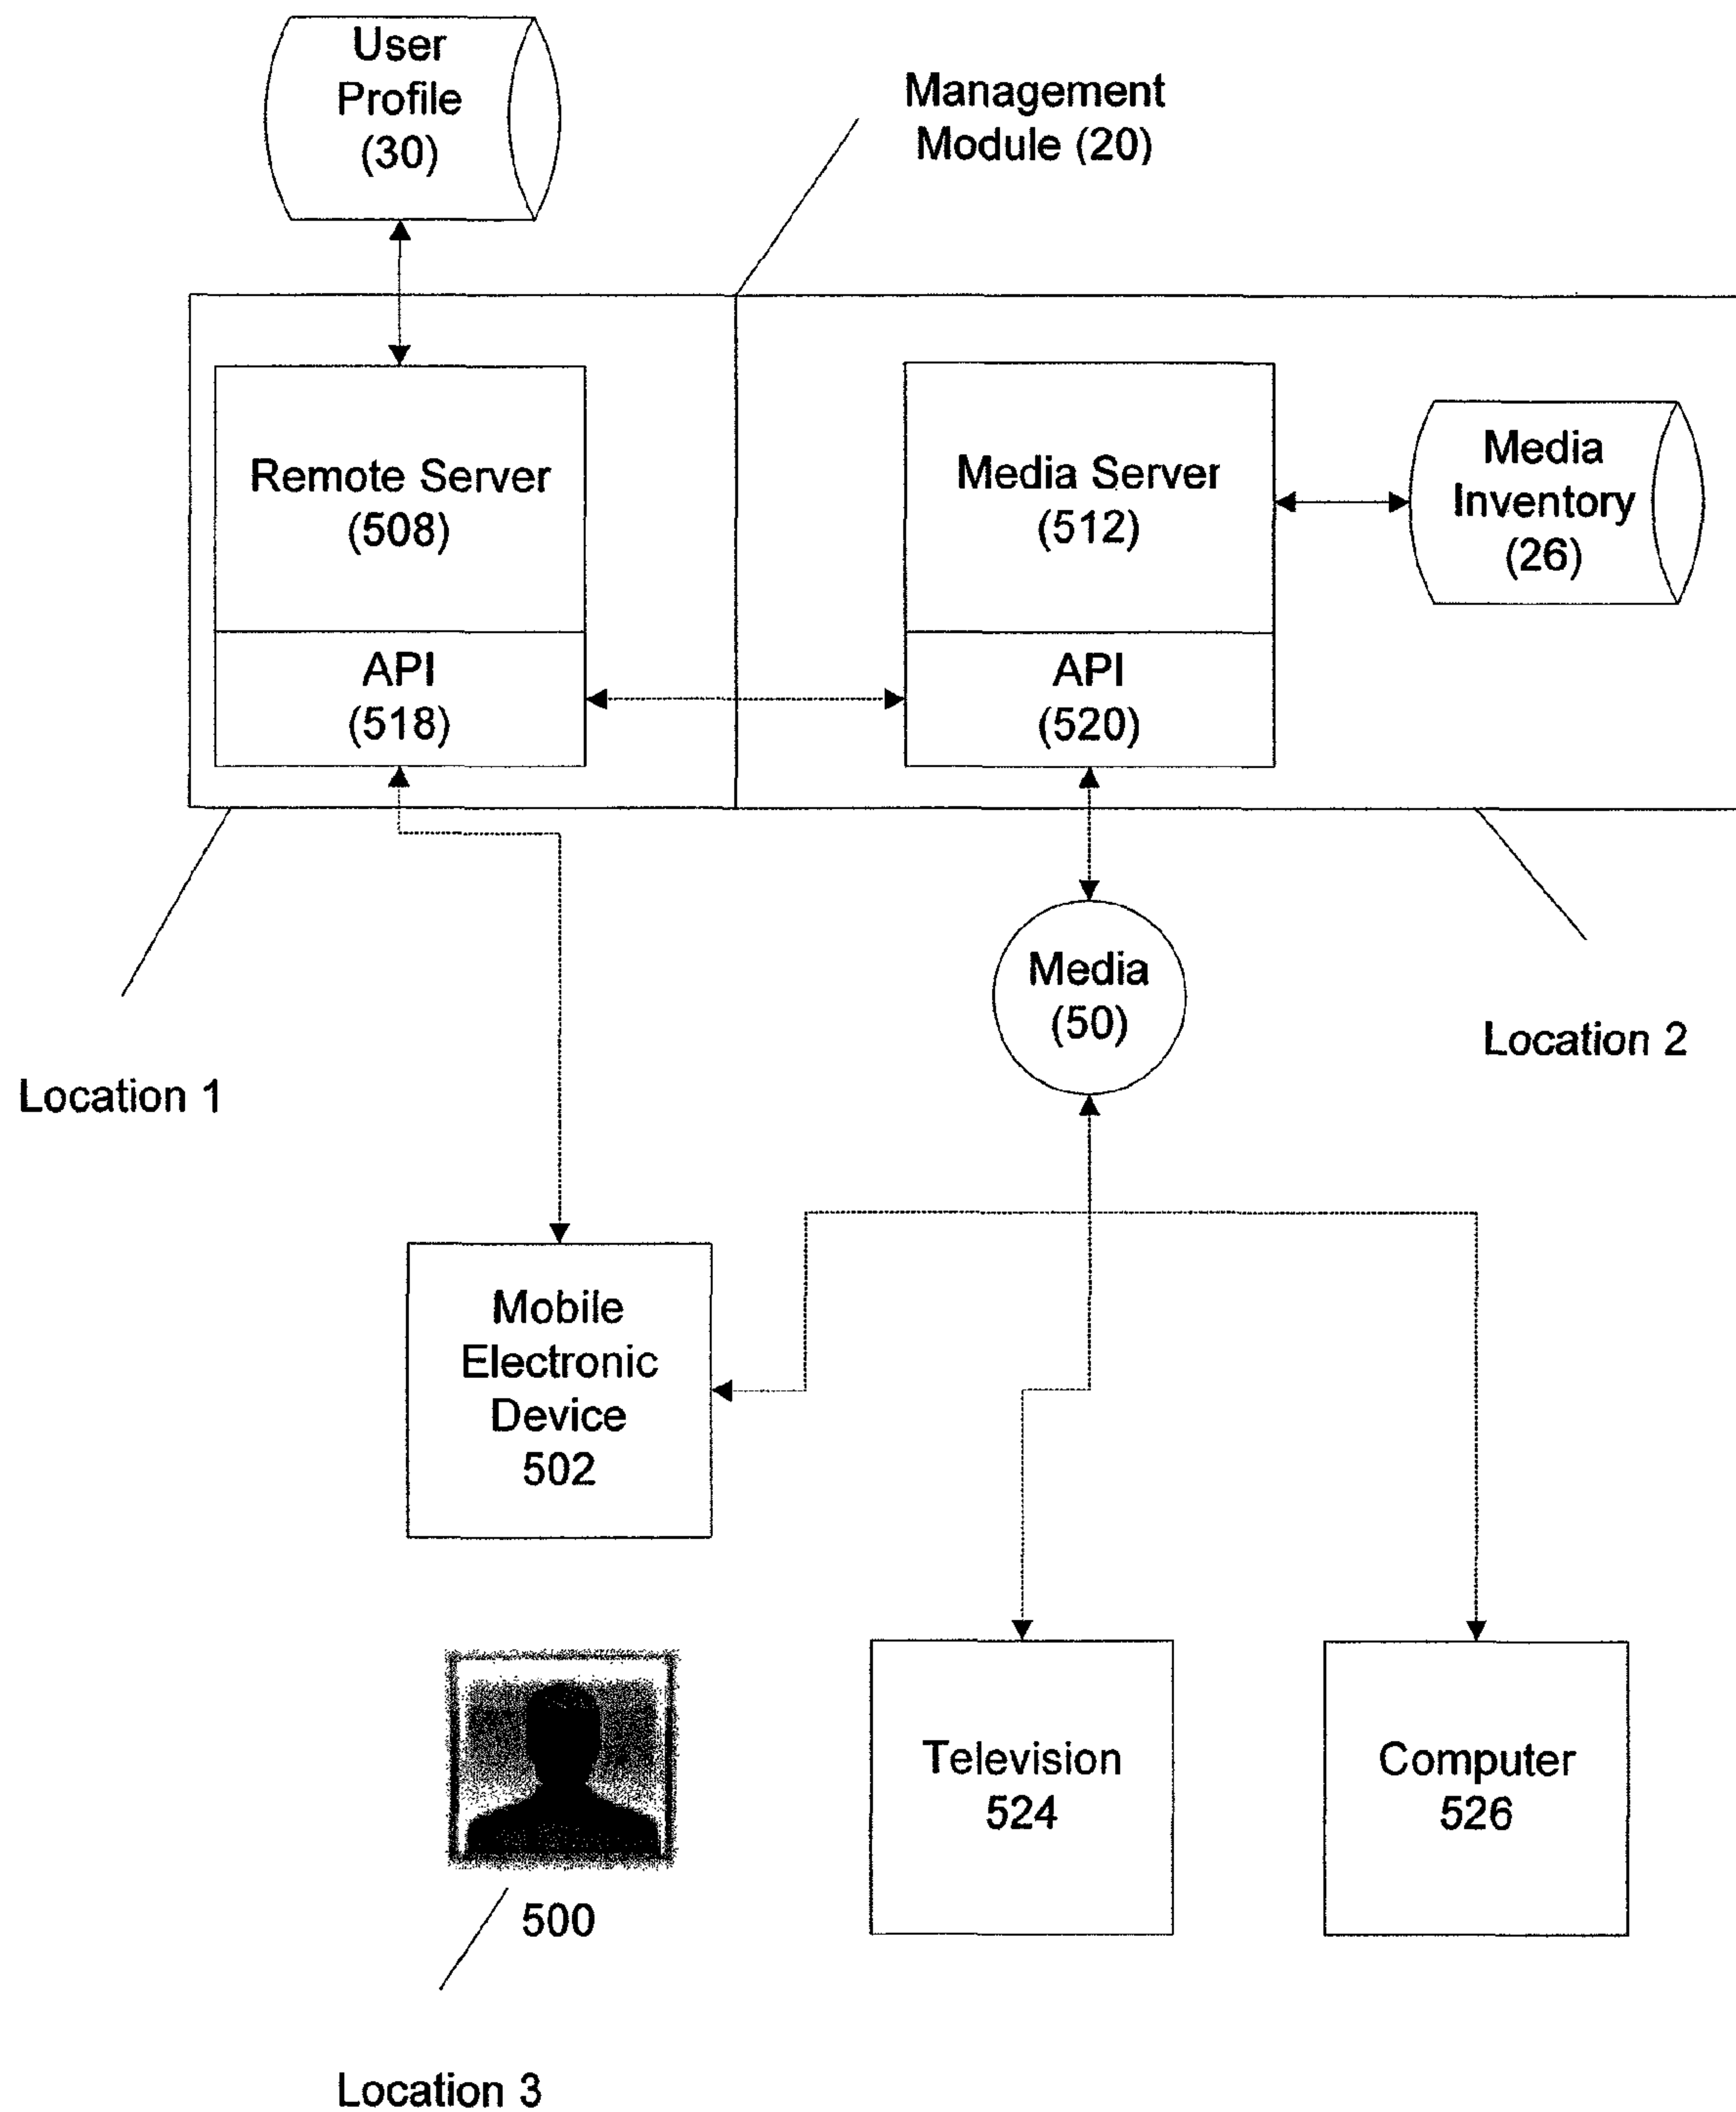 User
Profile
(30)
Management
Module (20)
Remote Server
(508)
API
(518)
Media Server
(512)
API
(520)
Media
Inventory
(26)
Media
(50)
Location 1
Location 2
Mobile
Electronic
Device
502
Television
524
Computer
526
500
Location 3